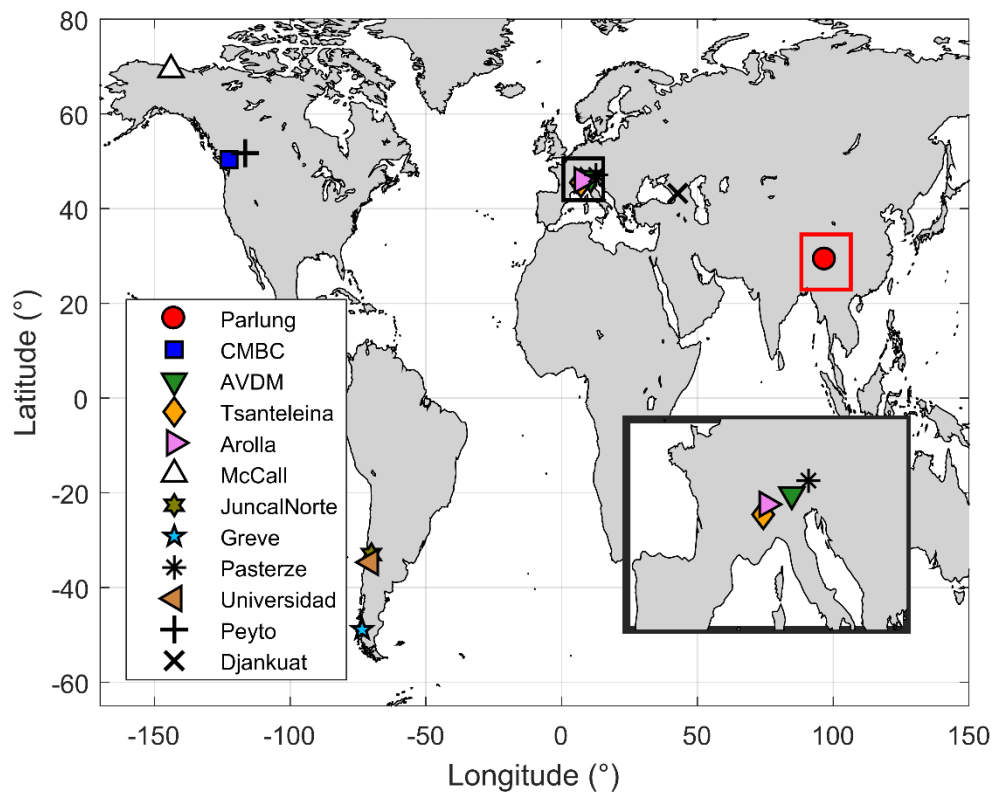 80
60
40
20
0
-20
-40
-60
Latitude (°)
Parlung
CMBC
AVDM
Tsanteleina
Arolla
McCall
JuncalNorte
Greve
Pasterze
Universidad
Peyto
Djankuat
-150 -100 -50 0 50 100 150
Longitude (°)